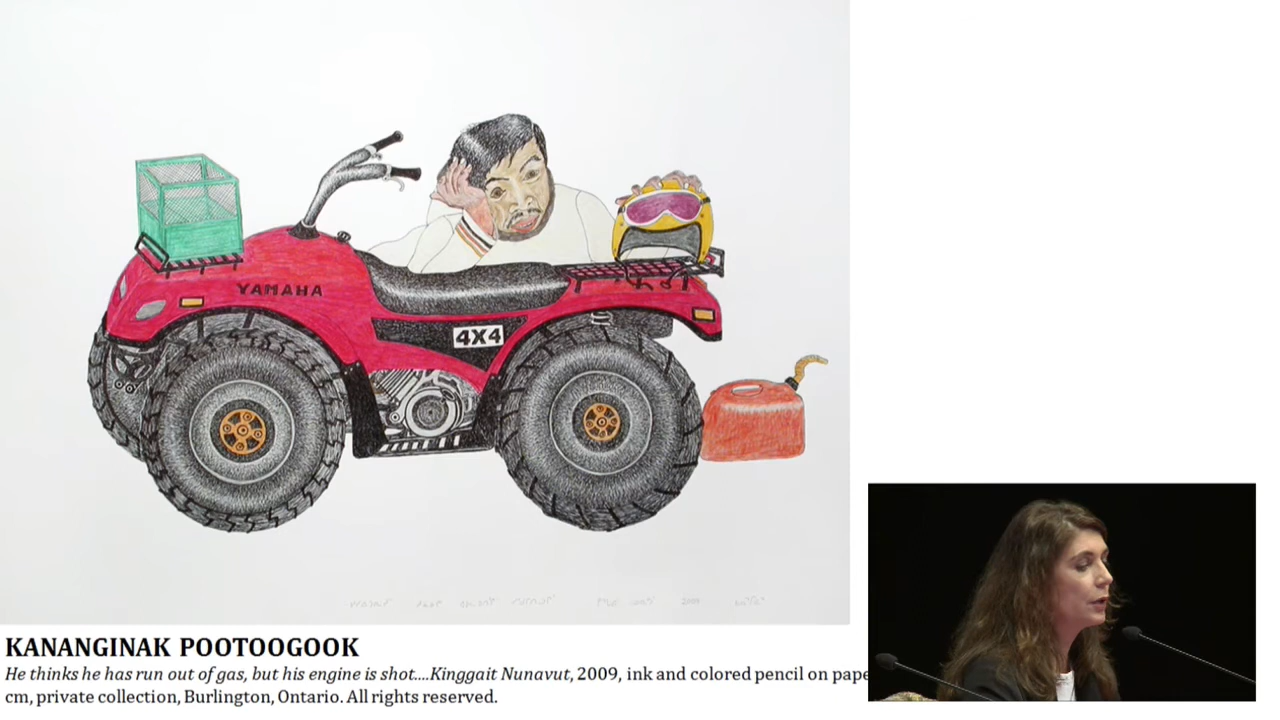 YAMAHA
4X4
2009
KANANGINAK POOTOOGOOK
He thinks he has run out of gas, but his engine is shot....Kinggait Nunavut, 2009, ink and colored pencil on pape
cm, private collection, Burlington, Ontario. All rights reserved.